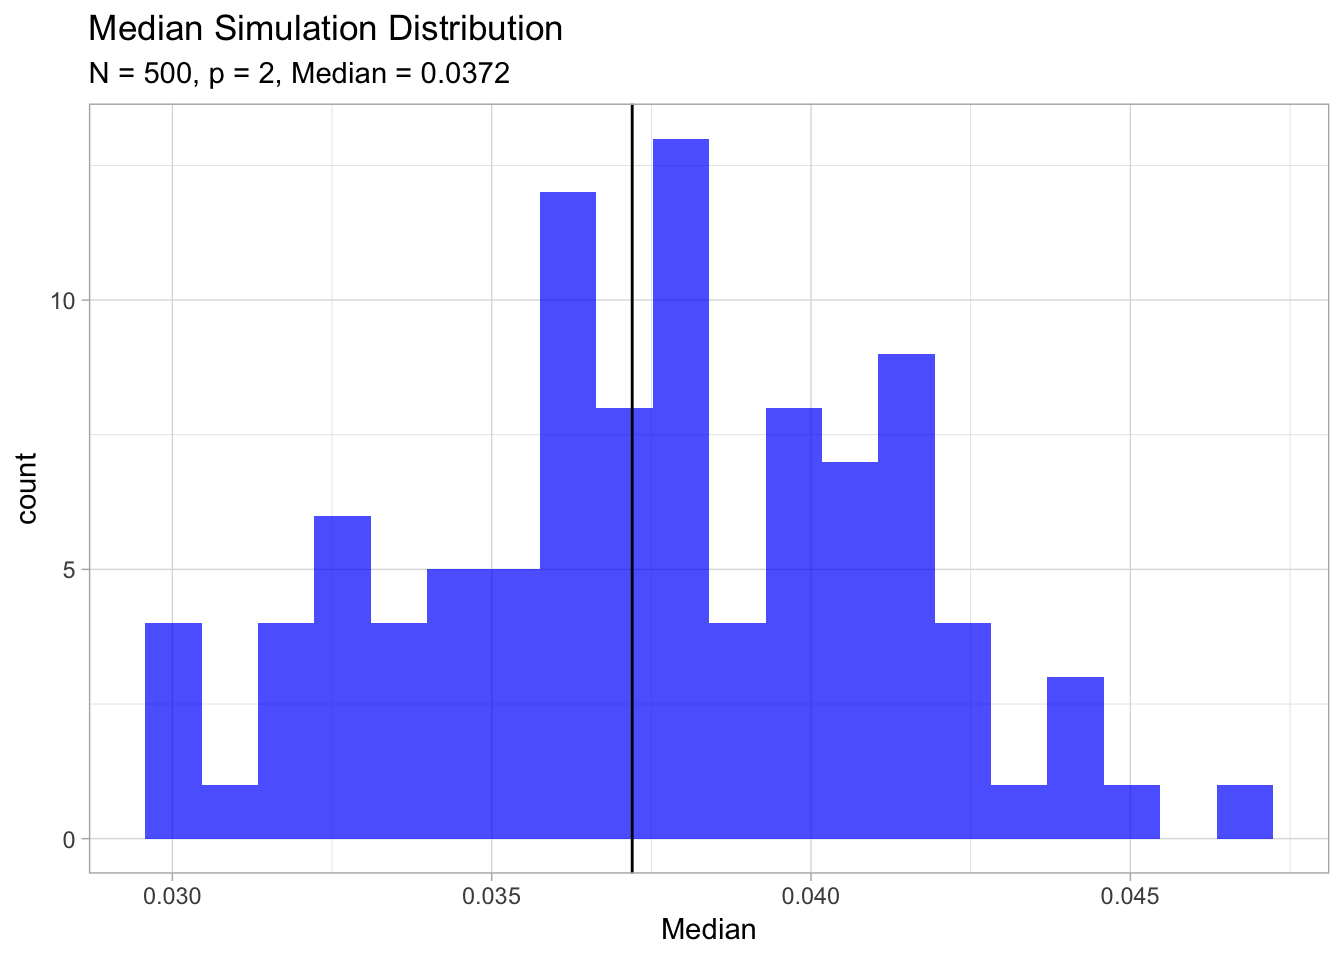 Median Simulation Distribution
N = 500, p = 2, Median = 0.0372
count
10
5
0
0.030 0.035 0.040 0.045
Median